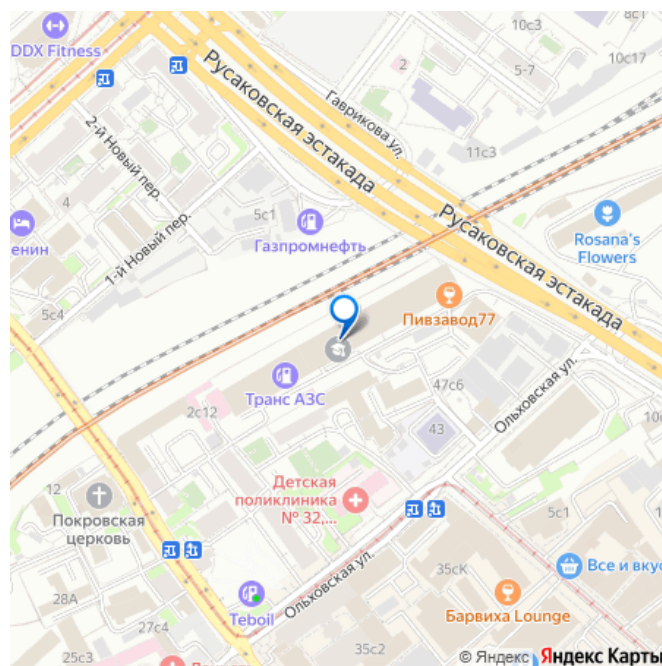 8с1
10с3
DDX Fitness
10с17
2
5-7
Русаковская эстакада
Гаврикова ул.
2-й Новый пер.
11с3
4
5с1
Газпромнефть
Русаковская эстакада
Rosana's
Flowers
енин
1-й Новый пер.
5с4
Пивзавод77
Транс АЗС
47с6
2с12
43
Ольховская ул.
Детская
поликлиника
№ 32,...
12
Покровская
церковь
5с1
35сК
Все и вкус
28А
Teboil
Ольховская ул.
Барвиха Lounge
27с4
25с3
35с2
© Яндекс
Яндекс Карты